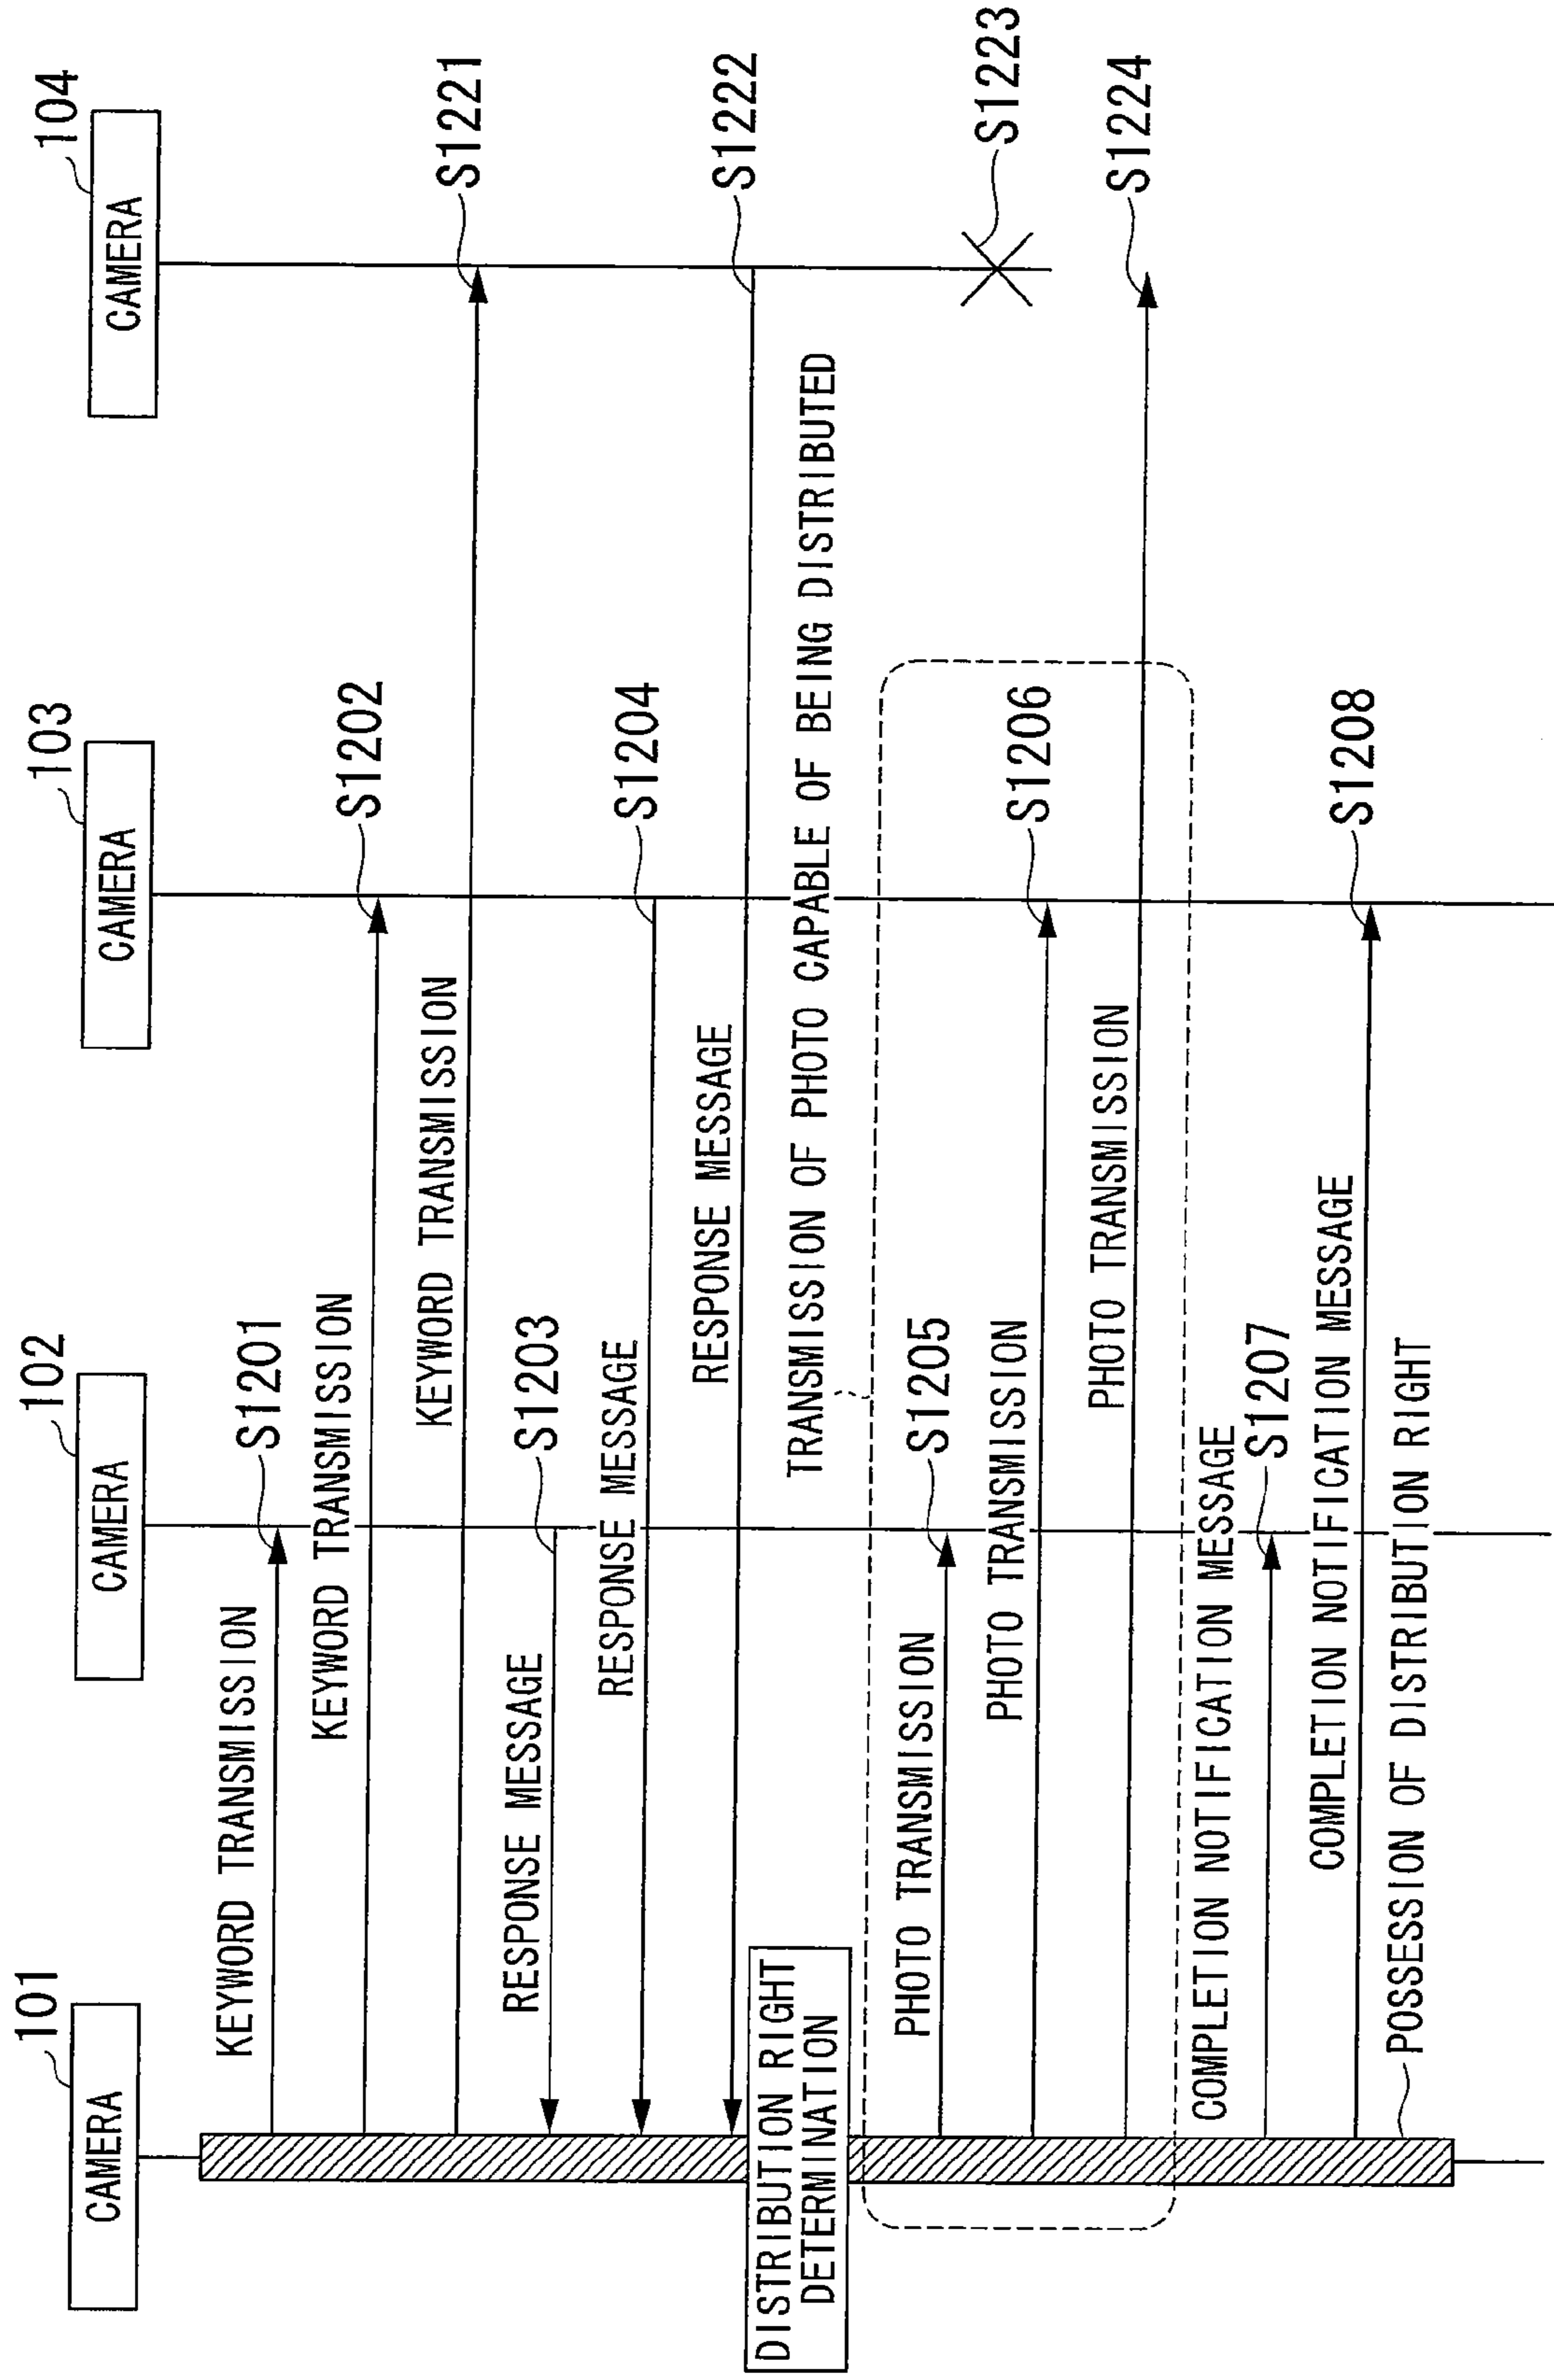 101
102
103
104
CAMERA
CAMERA
CAMERA
CAMERA
KEYWORD TRANSMISSION
S1201
KEYWORD TRANSMISSION
S1202
KEYWORD TRANSMISSION
S1221
RESPONSE MESSAGE
S1203
RESPONSE MESSAGE
S1204
RESPONSE MESSAGE
S1222
DISTRIBUTION RIGHT
DETERMINATION
TRANSMISSION OF PHOTO CAPABLE OF BEING DISTRIBUTED
PHOTO TRANSMISSION
S1205
S1223
PHOTO TRANSMISSION
S1206
PHOTO TRANSMISSION
S1224
COMPLETION NOTIFICATION MESSAGE
S1207
COMPLETION NOTIFICATION MESSAGE
S1208
POSSESSION OF DISTRIBUTION RIGHT